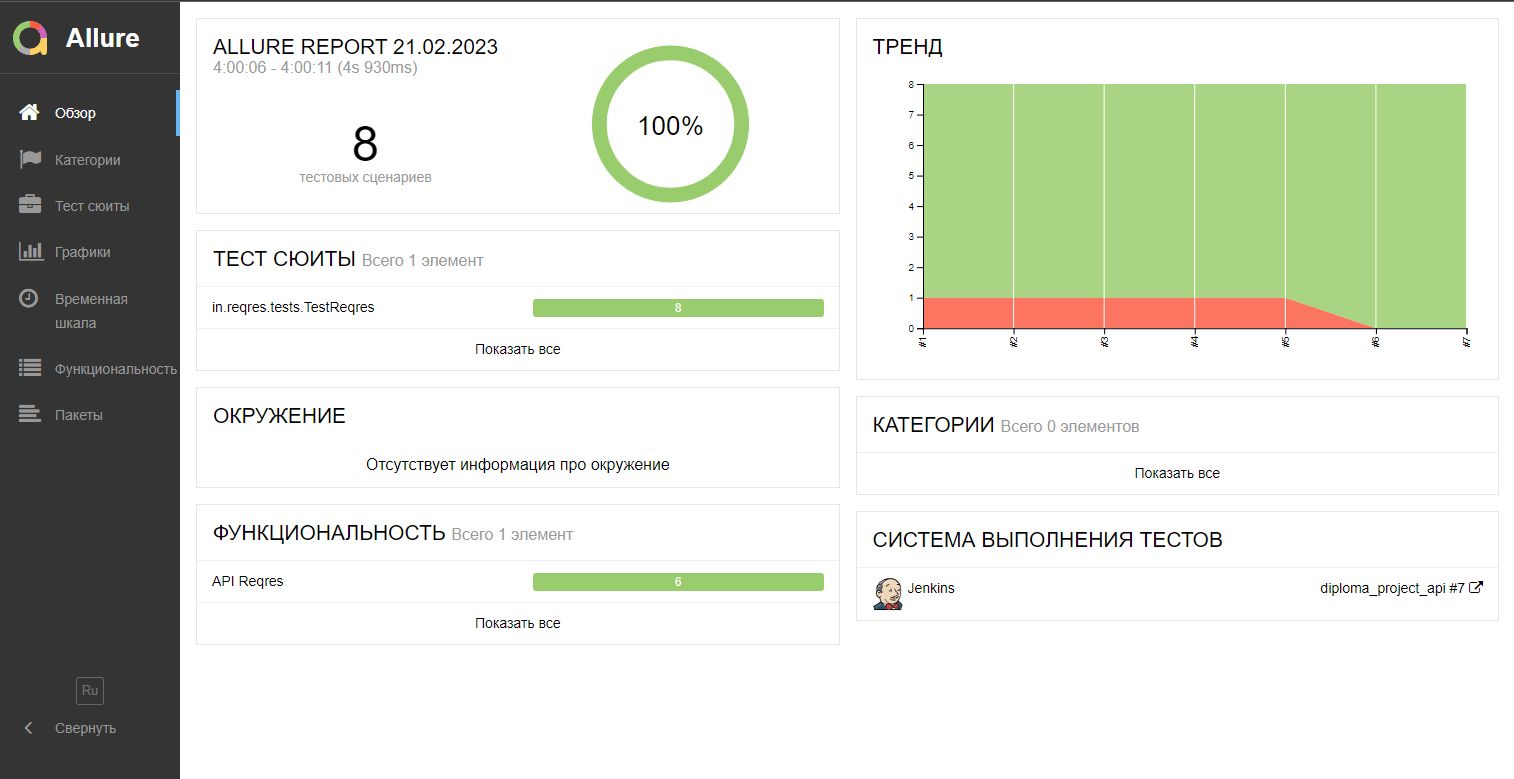 Allure
Обзор
Категории
Тест сюиты
Графики
Временная
шкала
Функциональность
Пакеты
Ru
Свернуть
ALLURE REPORT 21.02.2023
4:00:06 - 4:00:11 (4s 930ms)
8
тестовых сценариев
100%
ТЕСТ СЮИТЫ Всего 1 элемент
in.reqres.tests.TestReqres 8
Показать все
ОКРУЖЕНИЕ
Отсутствует информация про окружение
ФУНКЦИОНАЛЬНОСТЬ Всего 1 элемент
API Reqres 6
Показать все
ТРЕНД
8
7
6
5
4
3
2
1
0
#1 #2 #3 #4 #5 #6 #7
КАТЕГОРИИ Всего 0 элементов
Показать все
СИСТЕМА ВЫПОЛНЕНИЯ ТЕСТОВ
Jenkins diploma_project_api #7